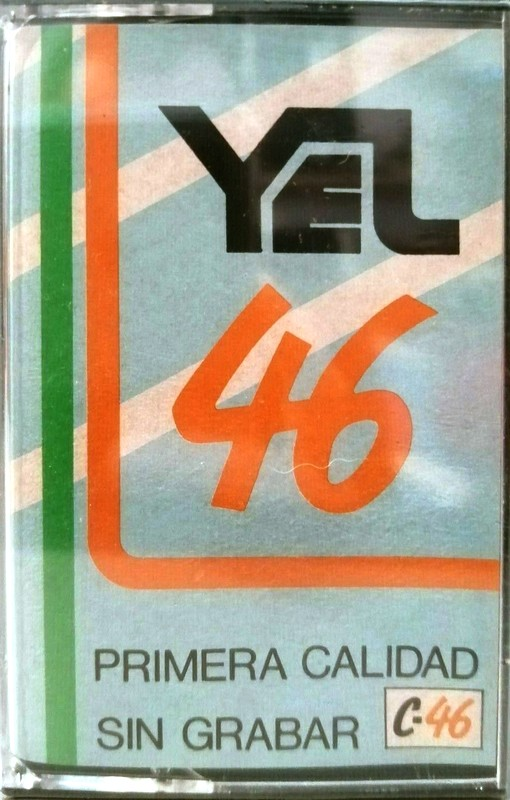 YEL
46
PRIMERA CALIDAD
SIN GRABAR C-46